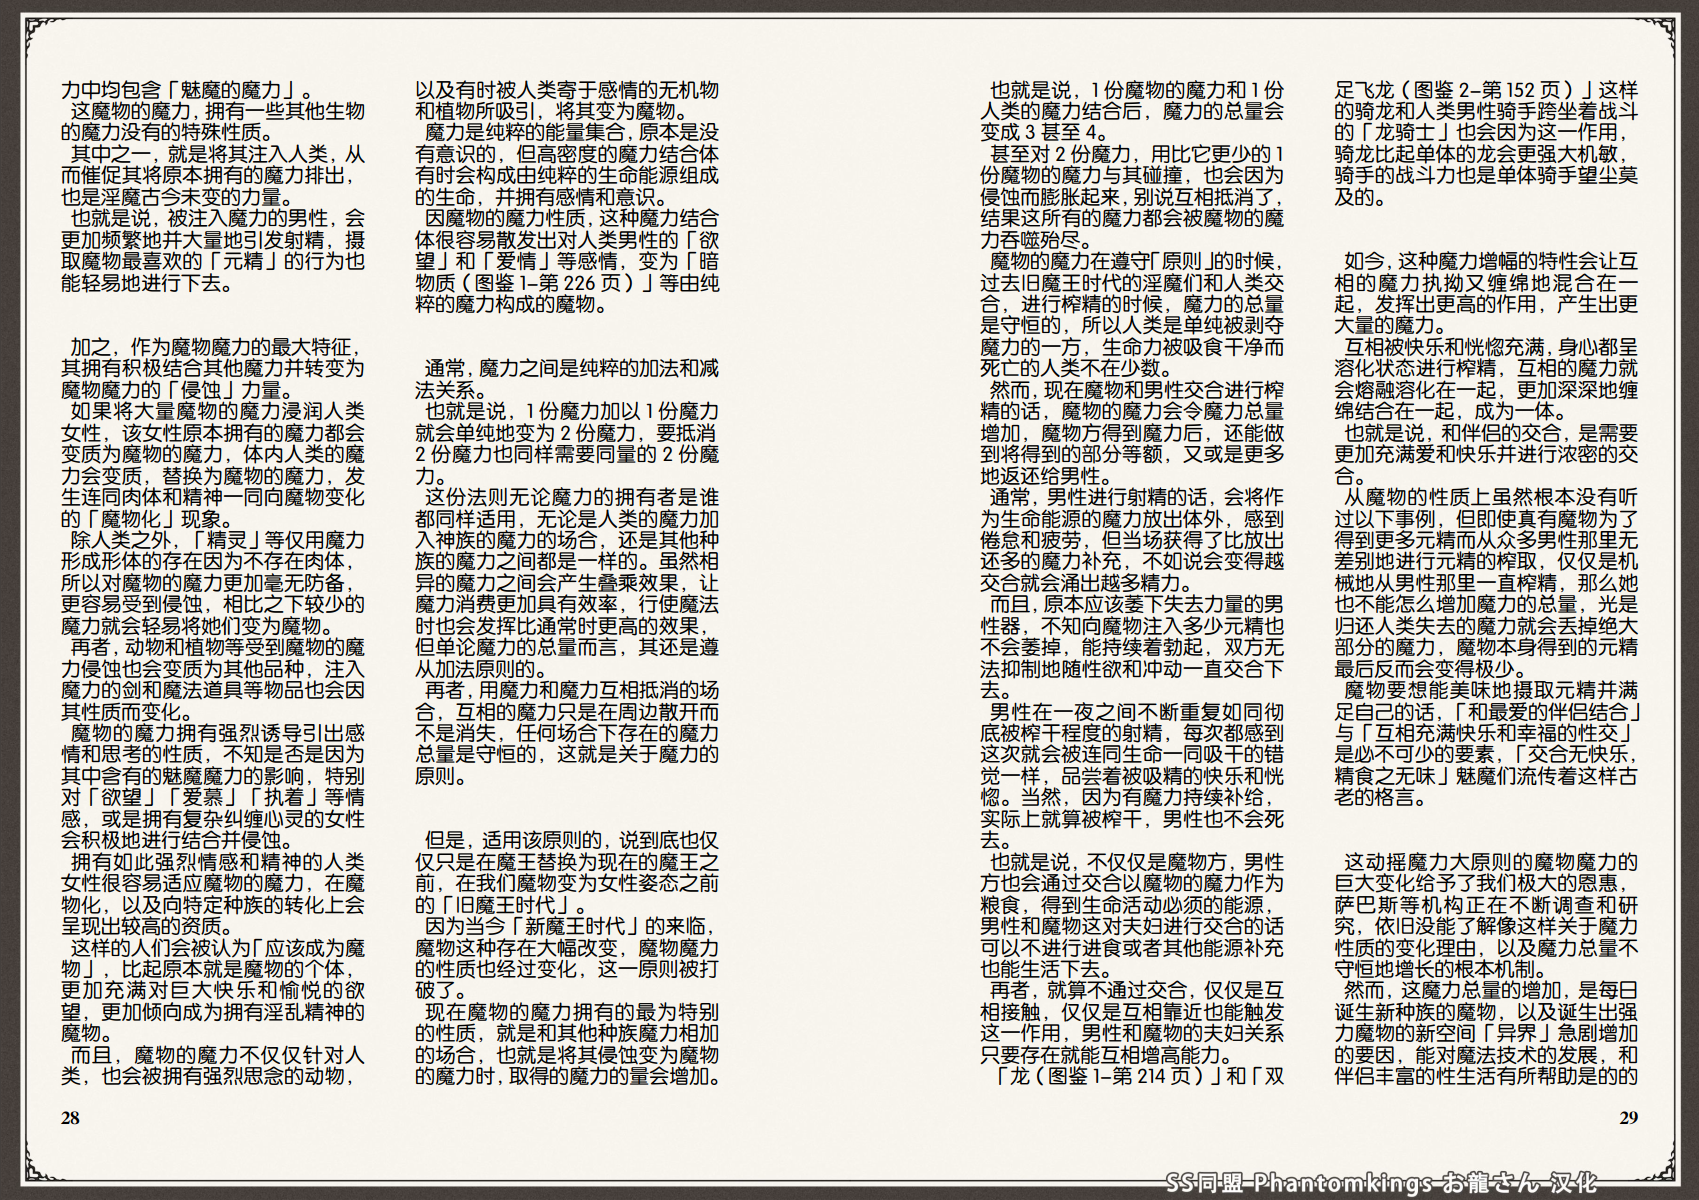 力中均包含「魅魔的魔力」。
这魔物的魔力，拥有一些其他生物
的魔力没有的特殊性质。
其中之一，就是将其注入人类，从
而催促其将原本拥有的魔力排出，
也是淫魔古今未变的力量。
也就是说，被注入魔力的男性，会
更加频繁地并大量地引发射精，摄
取魔物最喜欢的「元精」的行为也
能轻易地进行下去。
加之，作为魔物魔力的最大特征，
其拥有积极结合其他魔力并转变为
魔物魔力的「侵蚀」力量。
如果将大量魔物的魔力浸润人类
女性，该女性原本拥有的魔力都会
变质为魔物的魔力，体内人类的魔
力会变质，替换为魔物的魔力，发
生连同肉体和精神一同向魔物变化
的「魔物化」现象。
除人类之外，「精灵」等仅用魔力
形成形体的存在因为不存在肉体，
所以对魔物的魔力更加毫无防备，
更容易受到侵蚀，相比之下较少的
魔力就会轻易将她们变为魔物。
再者，动物和植物等受到魔物的魔
力侵蚀也会变质为其他品种，注入
魔力的剑和魔法道具等物品也会因
其性质而变化。
魔物的魔力拥有强烈诱导引出感
情和思考的性质，不知是否是因为
其中含有的魅魔魔力的影响，特别
对「欲望」「爱慕」「执着」等情
感，或是拥有复杂纠缠心灵的女性
会积极地进行结合并侵蚀。
拥有如此强烈情感和精神的人类
女性很容易适应魔物的魔力，在魔
物化，以及向特定种族的转化上会
呈现出较高的资质。
这样的人们会被认为「应该成为魔
物」，比起原本就是魔物的个体，
更加充满对巨大快乐和愉悦的欲
望，更加倾向成为拥有淫乱精神的
魔物。
而且，魔物的魔力不仅仅针对人
类，也会被拥有强烈思念的动物，
以及有时被人类寄于感情的无机物
和植物所吸引，将其变为魔物。
魔力是纯粹的能量集合，原本是没
有意识的，但高密度的魔力结合体
有时会构成由纯粹的生命能源组成
的生命，并拥有感情和意识。
因魔物的魔力性质，这种魔力结合
体很容易散发出对人类男性的「欲
望」和「爱情」等感情，变为「暗
物质（图鉴1-第226页）」等由纯
粹的魔力构成的魔物。
通常，魔力之间是纯粹的加法和减
法关系。
也就是说，1份魔力加以1份魔力
就会单纯地变为2份魔力，要抵消
2份魔力也同样需要同量的2份魔
力。
这份法则无论魔力的拥有者是谁
都同样适用，无论是人类的魔力加
入神族的魔力的场合，还是其他种
族的魔力之间都是一样的。虽然相
异的魔力之间会产生叠乘效果，让
魔力消费更加具有效率，行使魔法
时也会发挥比通常时更高的效果，
但单论魔力的总量而言，其还是遵
从加法原则的。
再者，用魔力和魔力互相抵消的场
合，互相的魔力只是在周边散开而
不是消失，任何场合下存在的魔力
总量是守恒的，这就是关于魔力的
原则。
但是，适用该原则的，说到底也仅
仅只是在魔王替换为现在的魔王之
前，在我们魔物变为女性姿态之前
的「旧魔王时代」。
因为当今「新魔王时代」的来临，
魔物这种存在大幅改变，魔物魔力
的性质也经过变化，这一原则被打
破了。
现在魔物的魔力拥有的最为特别
的性质，就是和其他种族魔力相加
的场合，也就是将其侵蚀变为魔物
的魔力时，取得的魔力的量会增加。
28
也就是说，1份魔物的魔力和1份
人类的魔力结合后，魔力的总量会
变成3甚至4。
甚至对2份魔力，用比它更少的1
份魔物的魔力与其碰撞，也会因为
侵蚀而膨胀起来，别说互相抵消了，
结果这所有的魔力都会被魔物的魔
力吞噬殆尽。
魔物的魔力在遵守「原则」的时候，
过去旧魔王时代的淫魔们和人类交
合，进行榨精的时候，魔力的总量
是守恒的，所以人类是单纯被剥夺
魔力的一方，生命力被吸食干净而
死亡的人类不在少数。
然而，现在魔物和男性交合进行榨
精的话，魔物的魔力会令魔力总量
增加，魔物方得到魔力后，还能做
到将得到的部分等额，又或是更多
地返还给男性。
通常，男性进行射精的话，会将作
为生命能源的魔力放出体外，感到
倦怠和疲劳，但当场获得了比放出
还多的魔力补充，不如说会变得越
交合就会涌出越多精力。
而且，原本应该萎下失去力量的男
性器，不知向魔物注入多少元精也
不会萎掉，能持续着勃起，双方无
法抑制地随性欲和冲动一直交合下
去。
男性在一夜之间不断重复如同彻
底被榨干程度的射精，每次都感到
这次就会被连同生命一同吸干的错
觉一样，品尝着被吸精的快乐和恍
惚。当然，因为有魔力持续补给，
实际上就算被榨干，男性也不会死
去。
也就是说，不仅仅是魔物方，男性
方也会通过交合以魔物的魔力作为
粮食，得到生命活动必须的能源，
男性和魔物这对夫妇进行交合的话
可以不进行进食或者其他能源补充
也能生活下去。
再者，就算不通过交合，仅仅是互
相接触，仅仅是互相靠近也能触发
这一作用，男性和魔物的夫妇关系
只要存在就能互相增高能力。
「龙（图鉴1-第214页）」和「双
足飞龙（图鉴2-第152页）」这样
的骑龙和人类男性骑手跨坐着战斗
的「龙骑士」也会因为这一作用，
骑龙比起单体的龙会更强大机敏，
骑手的战斗力也是单体骑手望尘莫
及的。
如今，这种魔力增幅的特性会让互
相的魔力执拗又缠绵地混合在一
起，发挥出更高的作用，产生出更
大量的魔力。
互相被快乐和恍惚充满，身心都呈
溶化状态进行榨精，互相的魔力就
会熔融溶化在一起，更加深深地缠
绵结合在一起，成为一体。
也就是说，和伴侣的交合，是需要
更加充满爱和快乐并进行浓密的交
合。
从魔物的性质上虽然根本没有听
过以下事例，但即使真有魔物为了
得到更多元精而从众多男性那里无
差别地进行元精的榨取，仅仅是机
械地从男性那里一直榨精，那么她
也不能怎么增加魔力的总量，光是
归还人类失去的魔力就会丢掉绝大
部分的魔力，魔物本身得到的元精
最后反而会变得极少。
魔物要想能美味地摄取元精并满
足自己的话，「和最爱的伴侣结合」
与「互相充满快乐和幸福的性交」
是必不可少的要素，「交合无快乐，
精食之无味」魅魔们流传着这样古
老的格言。
这动摇魔力大原则的魔物魔力的
巨大变化给予了我们极大的恩惠，
萨巴斯等机构正在不断调查和研
究，依旧没能了解像这样关于魔力
性质的变化理由，以及魔力总量不
守恒地增长的根本机制。
然而，这魔力总量的增加，是每日
诞生新种族的魔物，以及诞生出强
力魔物的新空间「异界」急剧增加
的要因，能对魔法技术的发展，和
伴侣丰富的性生活有所帮助是的的
29
SS同盟 Phantomkings お龍さん 汉化